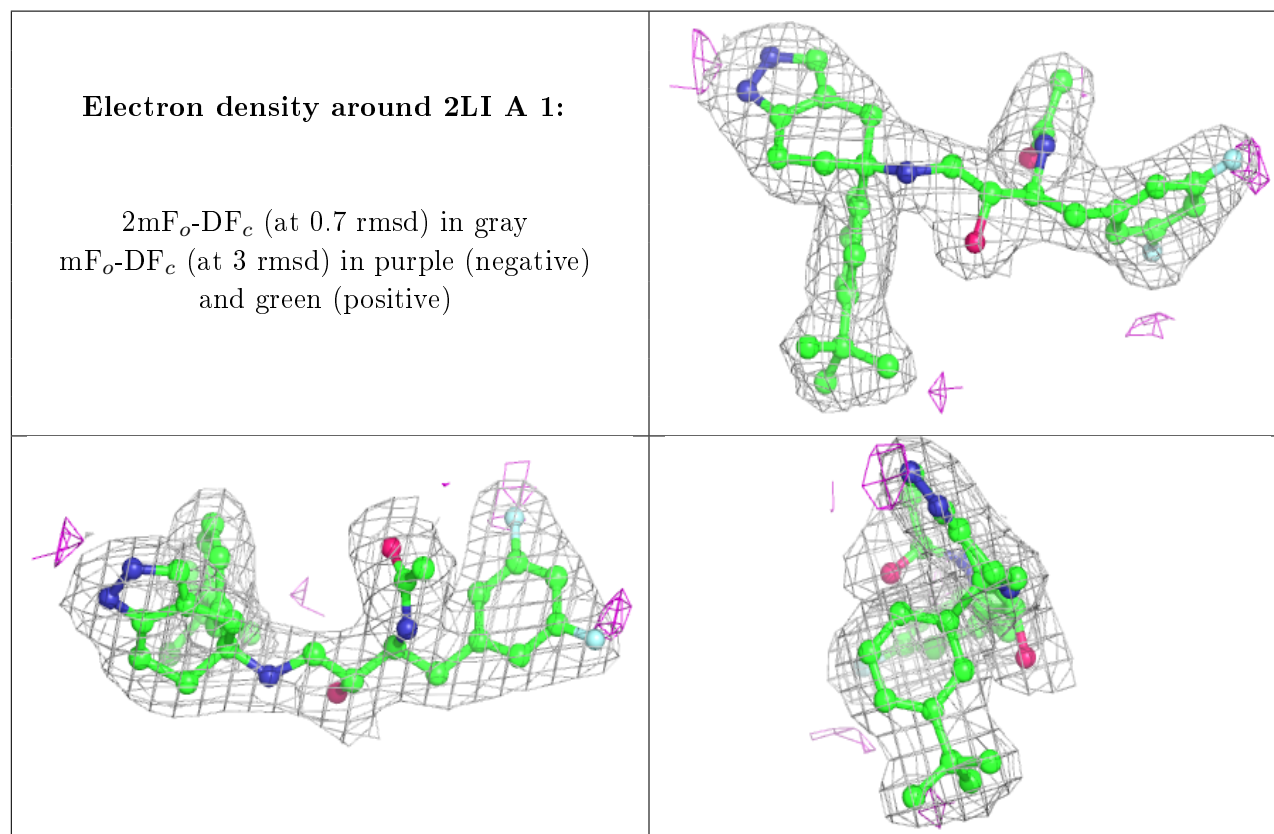 Electron density around 2LI A 1:
2mFₒ-DF𝒸 (at 0.7 rmsd) in gray
mFₒ-DF𝒸 (at 3 rmsd) in purple (negative)
and green (positive)